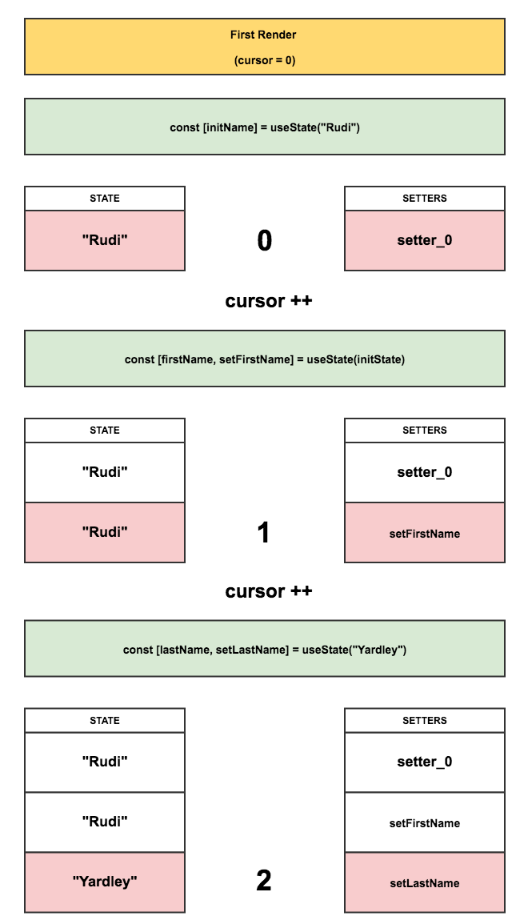 First Render
(cursor = 0)
const [initName] = useState("Rudi")
STATE
SETTERS
"Rudi"
0
setter_0
cursor ++
const [firstName, setFirstName] = useState(initState)
STATE
SETTERS
"Rudi"
setter_0
"Rudi"
1
setFirstName
cursor ++
const [lastName, setLastName] = useState("Yardley")
STATE
SETTERS
"Rudi"
setter_0
"Rudi"
setFirstName
"Yardley"
2
setLastName